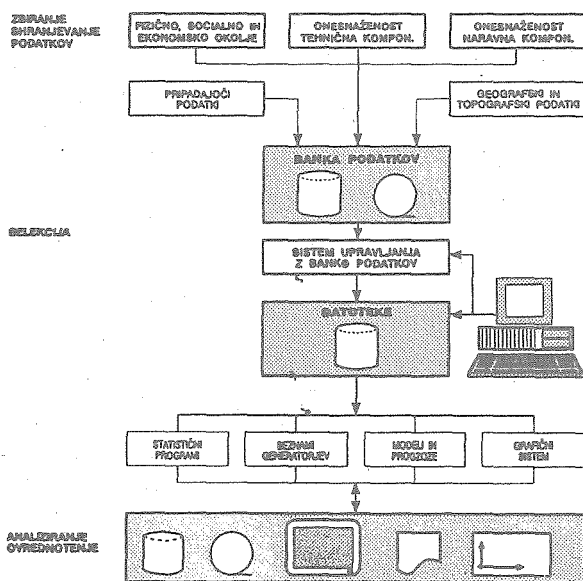 ZBIRANJE
SHRANJEVANJE
PODATKOV
FIZIČNO, SOCIALNO IN
EKONOMSKO OKOLJE
ONESNAŽENOST
TEHNIČNA KOMPON.
ONESNAŽENOST
NARAVNA KOMPON.
PRIPADAJOČI
PODATKI
GEOGRAFSKI IN
TOPOGRAFSKI PODATKI
BANKA PODATKOV
SELEKCIJA
SISTEM UPRAVLJANJA
Z BANKO PODATKOV
DATOTEKE
STATISTIČNI
PROGRAMI
SEZNAMI
GENERATORJEV
MODELI IN
PROGZOZE
GRAFIČNI
SISTEM
ANALIZIRANJE
OVREDNOTENJE